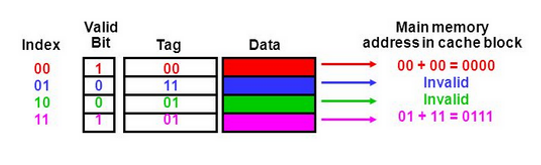 Index Valid Bit Tag Data Main memory address in cache block
00 1 00 00 + 00 = 0000
01 0 11 Invalid
10 0 01 Invalid
11 1 01 01 + 11 = 0111